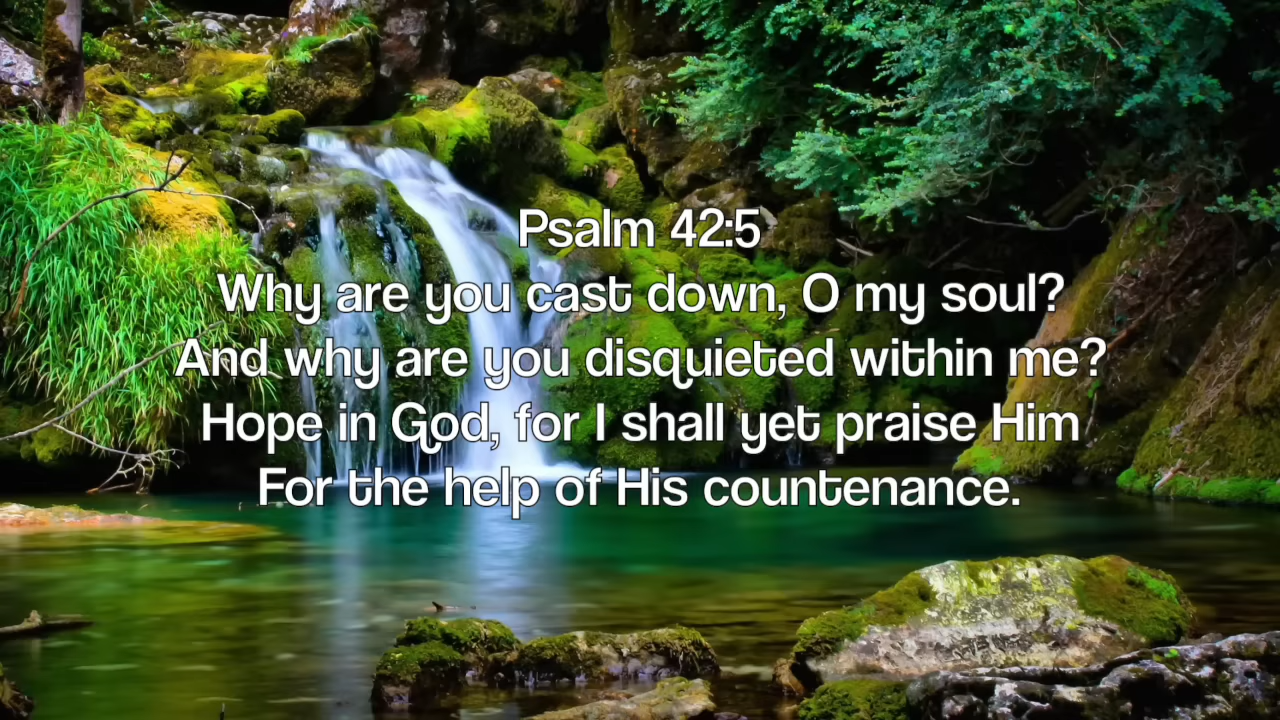 Psalm 42:5
Why are you cast down, O my soul?
And why are you disquieted within me?
Hope in God, for I shall yet praise Him
For the help of His countenance.